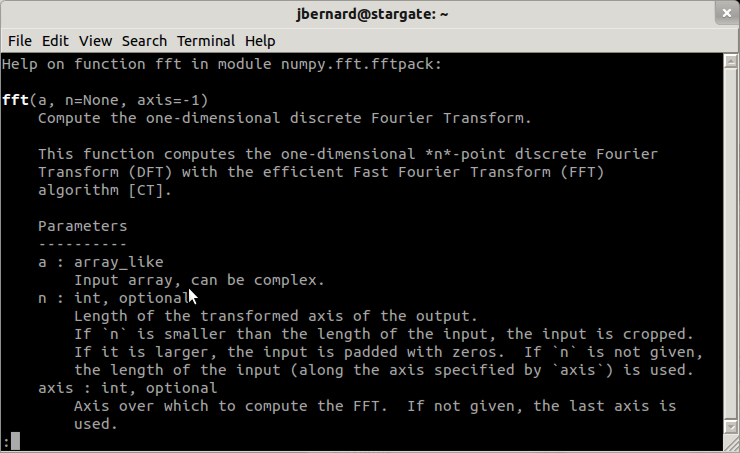 jbernard@stargate: ~
File Edit View Search Terminal Help
Help on function fft in module numpy.fft.fftpack:
fft(a, n=None, axis=-1)
    Compute the one-dimensional discrete Fourier Transform.
    This function computes the one-dimensional *n*-point discrete Fourier
    Transform (DFT) with the efficient Fast Fourier Transform (FFT)
    algorithm [CT].
    Parameters
    ----------
    a : array_like
        Input array, can be complex.
    n : int, optional
        Length of the transformed axis of the output.
        If `n` is smaller than the length of the input, the input is cropped.
        If it is larger, the input is padded with zeros.  If `n` is not given,
        the length of the input (along the axis specified by `axis`) is used.
    axis : int, optional
        Axis over which to compute the FFT.  If not given, the last axis is
        used.
: